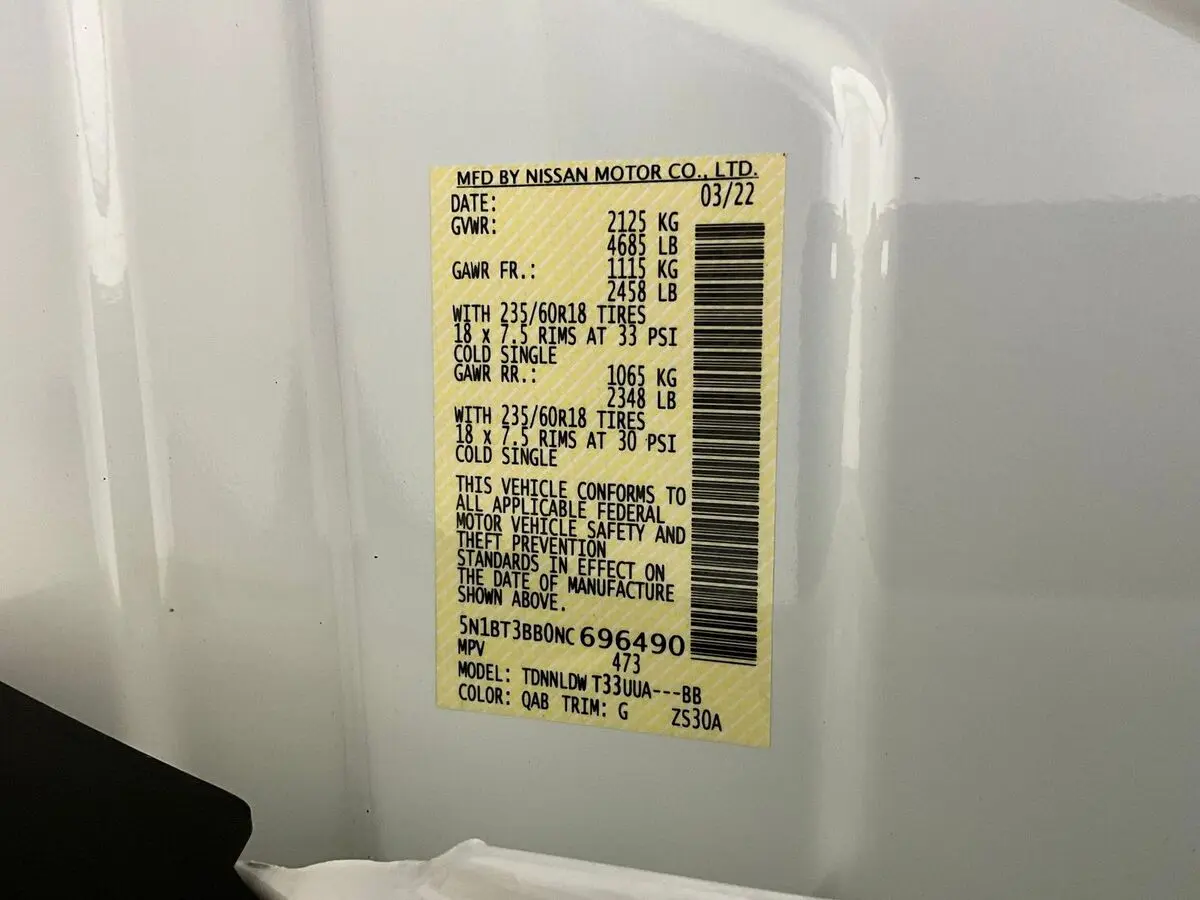 MFD BY NISSAN MOTOR CO., LTD.
DATE: 03/22
GVWR: 2125 KG
4685 LB
GAWR FR.: 1115 KG
2458 LB
WITH 235/60R18 TIRES
18 x 7.5 RIMS AT 33 PSI
COLD SINGLE
GAWR RR.: 1065 KG
2348 LB
WITH 235/60R18 TIRES
18 x 7.5 RIMS AT 30 PSI
COLD SINGLE
THIS VEHICLE CONFORMS TO
ALL APPLICABLE FEDERAL
MOTOR VEHICLE SAFETY AND
THEFT PREVENTION
STANDARDS IN EFFECT ON
THE DATE OF MANUFACTURE
SHOWN ABOVE.
5N1BT3BB0NC 696490
MPV 473
MODEL: TDNNLDW T33UUA---BB
COLOR: QAB TRIM: G ZS30A